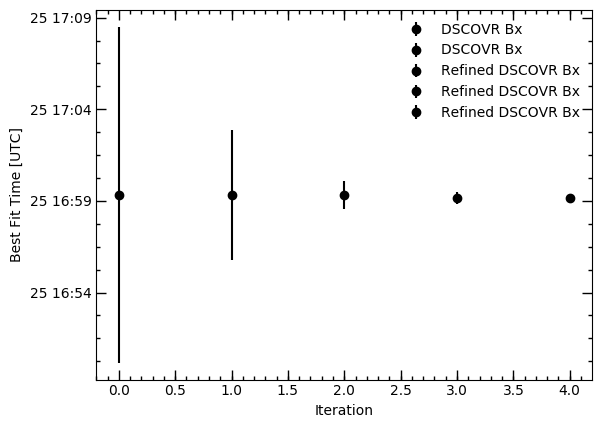 25 17:09
25 17:04
25 16:59
25 16:54
Best Fit Time [UTC]
DSCOVR Bx
DSCOVR Bx
Refined DSCOVR Bx
Refined DSCOVR Bx
Refined DSCOVR Bx
0.0 0.5 1.0 1.5 2.0 2.5 3.0 3.5 4.0
Iteration